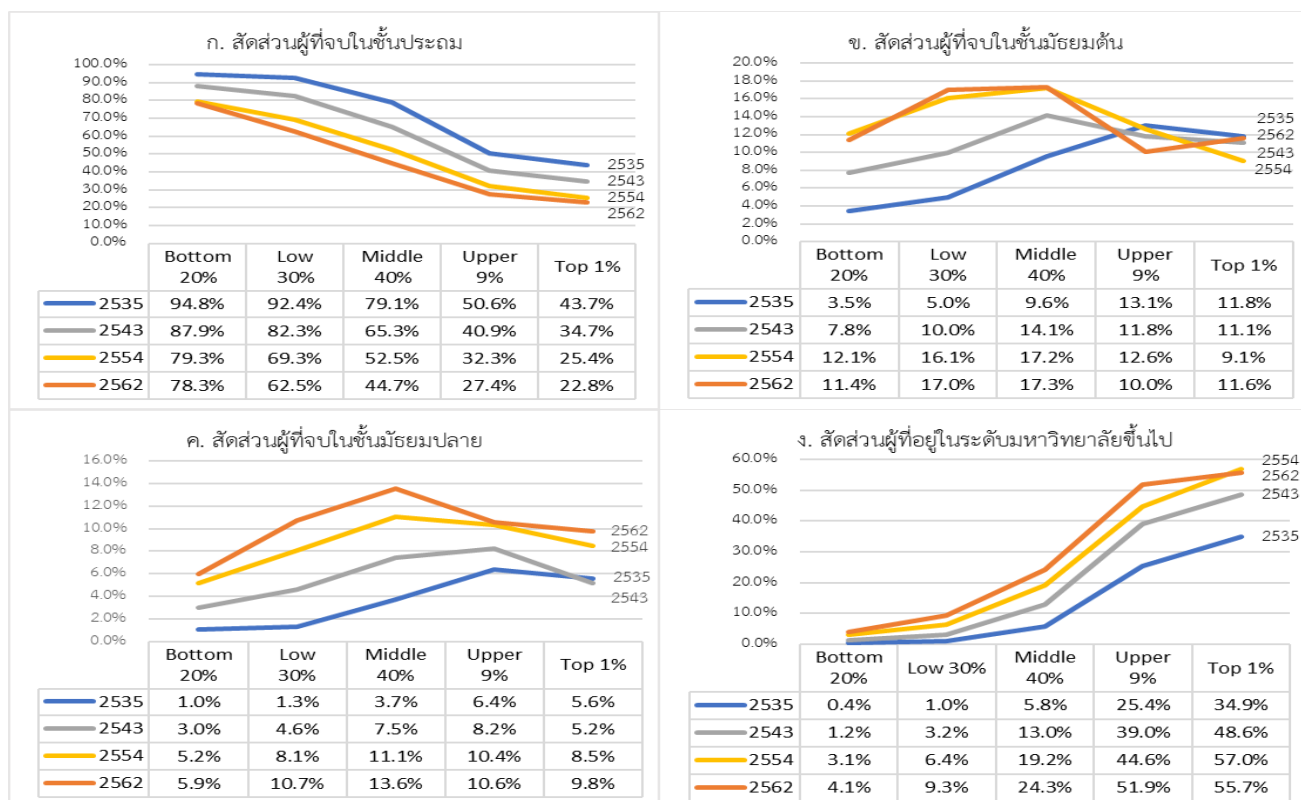 ก. สัดส่วนผู้ที่จบในชั้นประถม
100.0%
90.0%
80.0%
70.0%
60.0%
50.0%
40.0%
30.0%
20.0%
10.0%
0.0%
2535
2543
2554
2562
Bottom 20% Low 30% Middle 40% Upper 9% Top 1%
2535 94.8% 92.4% 79.1% 50.6% 43.7%
2543 87.9% 82.3% 65.3% 40.9% 34.7%
2554 79.3% 69.3% 52.5% 32.3% 25.4%
2562 78.3% 62.5% 44.7% 27.4% 22.8%
ข. สัดส่วนผู้ที่จบในชั้นมัธยมต้น
20.0%
18.0%
16.0%
14.0%
12.0%
10.0%
8.0%
6.0%
4.0%
2.0%
0.0%
2535
2562
2543
2554
Bottom 20% Low 30% Middle 40% Upper 9% Top 1%
2535 3.5% 5.0% 9.6% 13.1% 11.8%
2543 7.8% 10.0% 14.1% 11.8% 11.1%
2554 12.1% 16.1% 17.2% 12.6% 9.1%
2562 11.4% 17.0% 17.3% 10.0% 11.6%
ค. สัดส่วนผู้ที่จบในชั้นมัธยมปลาย
16.0%
14.0%
12.0%
10.0%
8.0%
6.0%
4.0%
2.0%
0.0%
2562
2554
2535
2543
Bottom 20% Low 30% Middle 40% Upper 9% Top 1%
2535 1.0% 1.3% 3.7% 6.4% 5.6%
2543 3.0% 4.6% 7.5% 8.2% 5.2%
2554 5.2% 8.1% 11.1% 10.4% 8.5%
2562 5.9% 10.7% 13.6% 10.6% 9.8%
ง. สัดส่วนผู้ที่อยู่ในระดับมหาวิทยาลัยขึ้นไป
60.0%
50.0%
40.0%
30.0%
20.0%
10.0%
0.0%
2554
2562
2543
2535
Bottom 20% Low 30% Middle 40% Upper 9% Top 1%
2535 0.4% 1.0% 5.8% 25.4% 34.9%
2543 1.2% 3.2% 13.0% 39.0% 48.6%
2554 3.1% 6.4% 19.2% 44.6% 57.0%
2562 4.1% 9.3% 24.3% 51.9% 55.7%